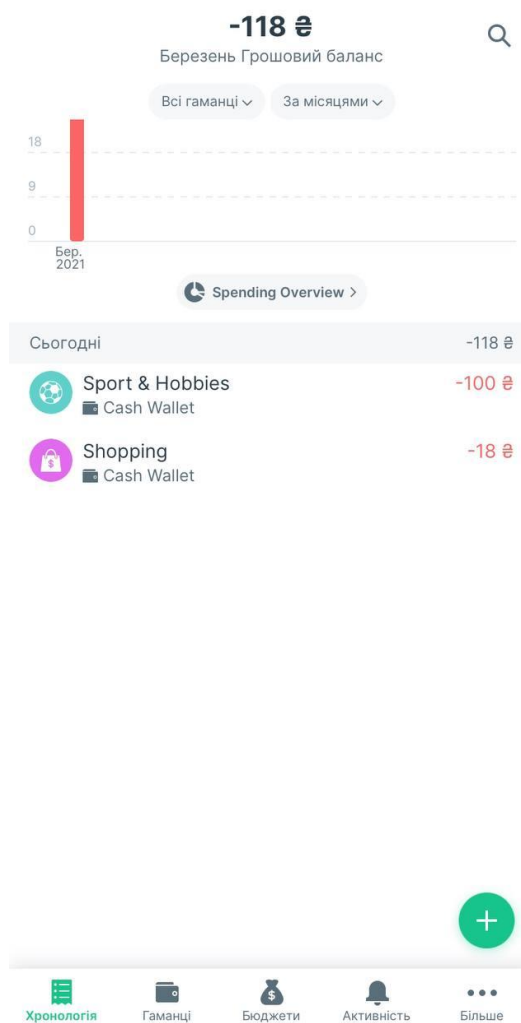 -118 ₴
Березень Грошовий баланс
Всі гаманці
За місяцями
18
9
0
Бер.
2021
Spending Overview
Сьогодні -118 ₴
Sport & Hobbies -100 ₴
Cash Wallet
Shopping -18 ₴
Cash Wallet
Хронологія Гаманці Бюджети Активність Більше